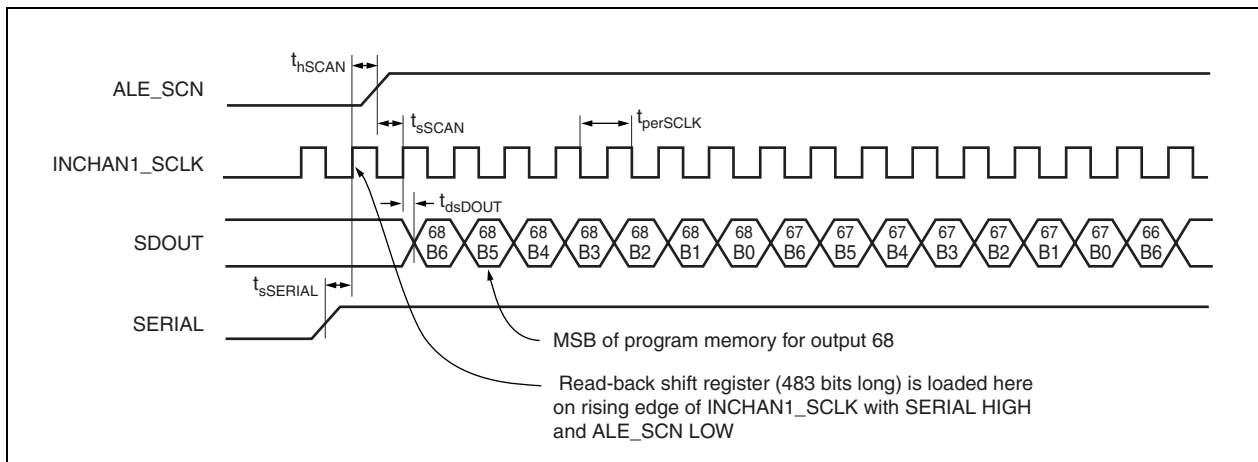 t_hSCAN
ALE_SCN
t_sSCAN
t_perSCLK
INCHAN1_SCLK
t_dsDOUT
SDOUT
68 68 68 68 68 68 68 67 67 67 67 67 67 67 66
B6 B5 B4 B3 B2 B1 B0 B6 B5 B4 B3 B2 B1 B0 B6
t_sSERIAL
SERIAL
MSB of program memory for output 68
Read-back shift register (483 bits long) is loaded here
on rising edge of INCHAN1_SCLK with SERIAL HIGH
and ALE_SCN LOW